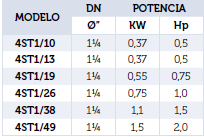 MODELO DN POTENCIA
Ø" KW Hp
4ST1/10 1¼ 0,37 0,5
4ST1/13 1¼ 0,37 0,5
4ST1/19 1¼ 0,55 0,75
4ST1/26 1¼ 0,75 1,0
4ST1/38 1¼ 1,1 1,5
4ST1/49 1¼ 1,5 2,0